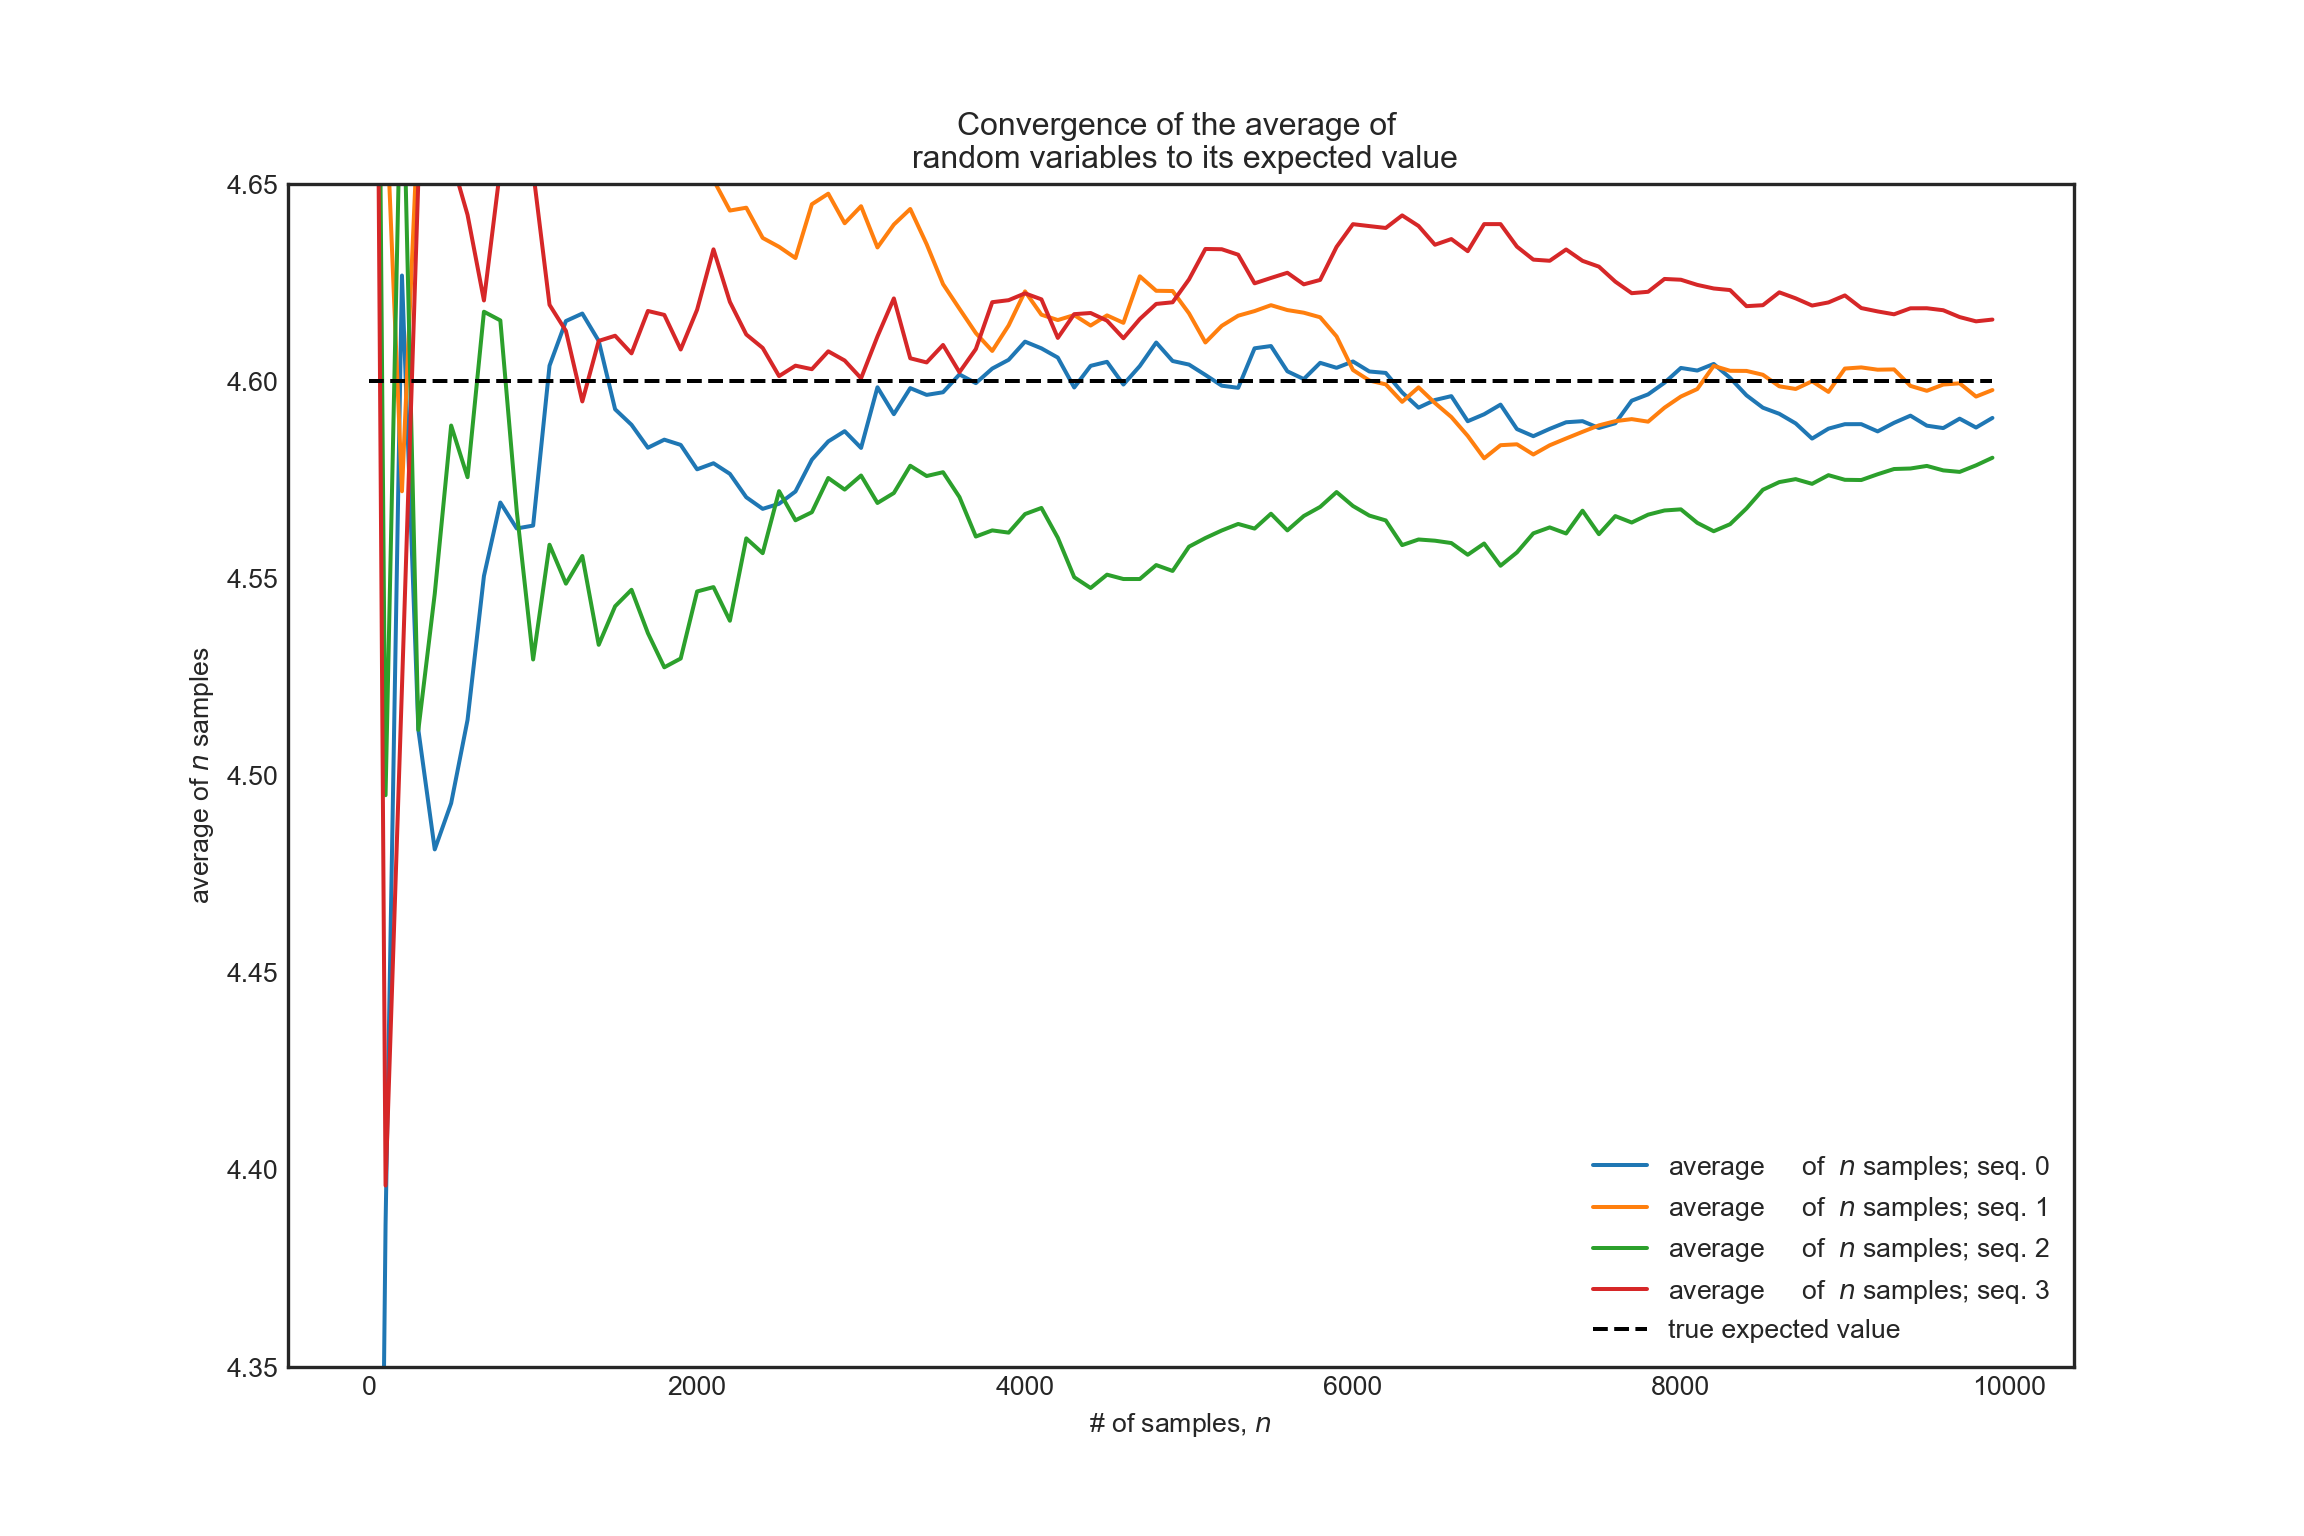 Convergence of the average of
random variables to its expected value
4.65
4.60
4.55
4.50
4.45
4.40
4.35
average of n samples
0 2000 4000 6000 8000 10000
# of samples, n
average of n samples; seq. 0
average of n samples; seq. 1
average of n samples; seq. 2
average of n samples; seq. 3
true expected value